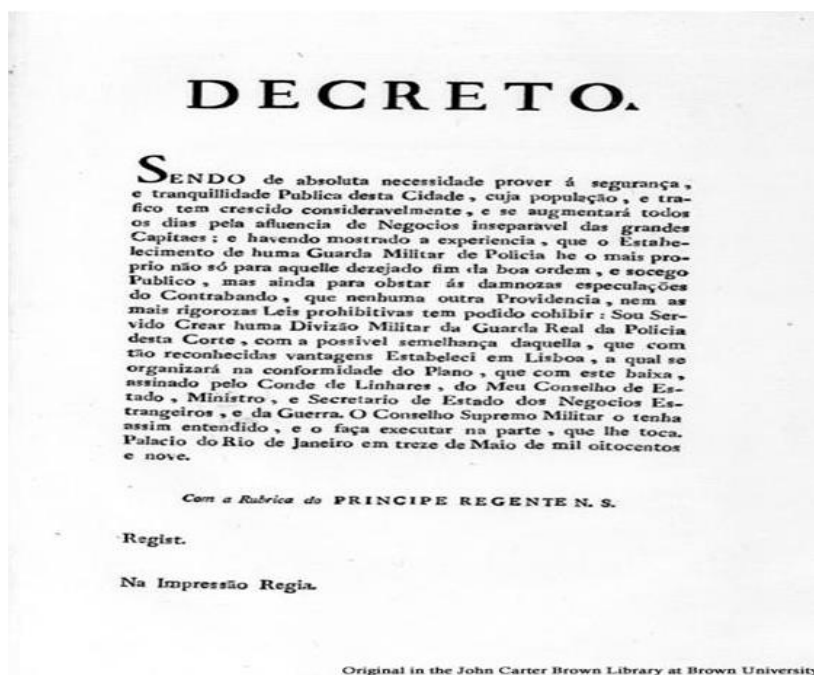 DECRETO.
SENDO de absoluta necessidade prover á segurança,
e tranquillidade Publica desta Cidade, cuja população, e tra-
fico tem crescido consideravelmente, e se augmentará todos
os dias pela afluencia de Negocios inseparavel das grandes
Capitaes; e havendo mostrado a experiencia, que o Estabe-
lecimento de huma Guarda Militar de Policia he o mais pro-
prio não só para aquelle dezejado fim da boa ordem, e socego
Publico, mas ainda para obstar ás damnozas especulações
do Contrabando, que nenhuma outra Providencia, nem as
mais rigorozas Leis prohibitivas tem podido cohibir: Sou Ser-
vido Crear huma Divizão Militar da Guarda Real da Policia
desta Corte, com a possivel semelhança daquella, que com
tão reconhecidas vantagens Estabeleci em Lisboa, a qual se
organizará na conformidade do Plano, que com este baixa,
assinado pelo Conde de Linhares, do Meu Conselho de Es-
tado, Ministro, e Secretario de Estado dos Negocios Es-
trangeiros, e da Guerra. O Conselho Supremo Militar o tenha
assim entendido, e o faça executar na parte, que lhe toca.
Palacio do Rio de Janeiro em treze de Maio de mil oitocentos
e nove.
Com a Rubrica do PRINCIPE REGENTE N. S.
Regist.
Na Impressão Regia.
Original in the John Carter Brown Library at Brown University